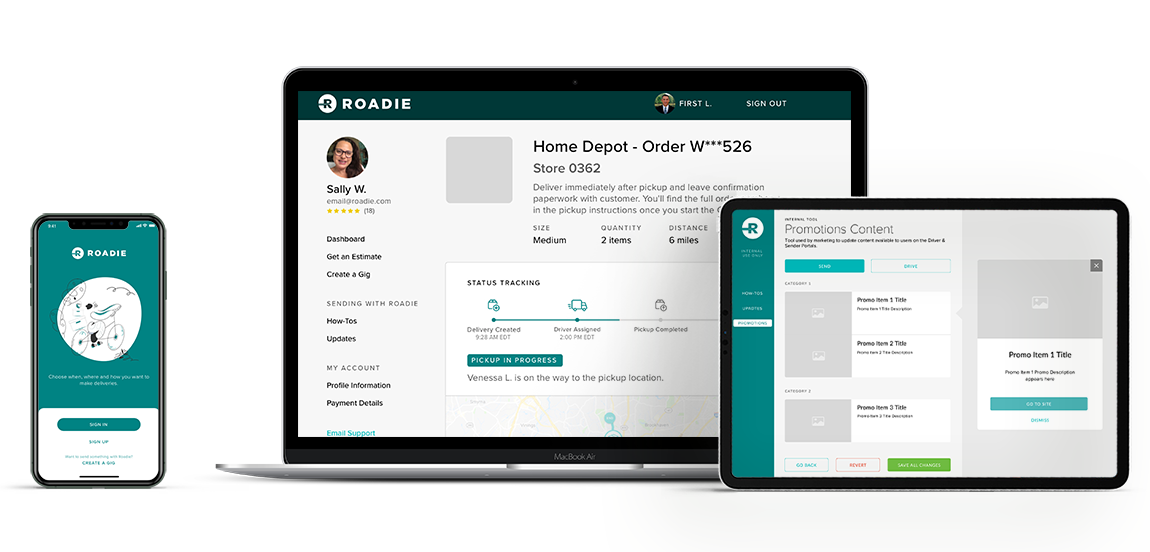 9:41
ROADIE
Choose when, where and how you want to
make deliveries.
SIGN IN
SIGN UP
Want to send something with Roadie?
CREATE A GIG
ROADIE
FIRST L.
SIGN OUT
Sally W.
email@roadie.com
(18)
Dashboard
Get an Estimate
Create a Gig
SENDING WITH ROADIE
How-Tos
Updates
MY ACCOUNT
Profile Information
Payment Details
Email Support
Home Depot - Order W***526
Store 0362
Deliver immediately after pickup and leave confirmation
paperwork with customer. You'll find the full
in the pickup instructions once you start the
SIZE
QUANTITY
DISTANCE
Medium
2 items
6 miles
STATUS TRACKING
Delivery Created
9:28 AM EDT
Driver Assigned
2:00 PM EDT
Pickup Completed
PICKUP IN PROGRESS
Venessa L. is on the way to the pickup location.
MacBook Air
INTERNAL
USE ONLY
HOW-TOS
UPDATES
PROMOTIONS
INTERNAL TOOL
Promotions Content
Tool used by marketing to update content available to users on the Driver &
Sender Portals.
SEND
DRIVE
CATEGORY 1
Promo Item 1 Title
Promo Item 1 Title Description
Promo Item 2 Title
Promo Item 2 Title Description
CATEGORY 2
Promo Item 3 Title
Promo Item 3 Title Description
GO BACK
REVERT
SAVE ALL CHANGES
Promo Item 1 Title
Promo Item 1 Promo Description
appears here
GO TO SITE
DISMISS